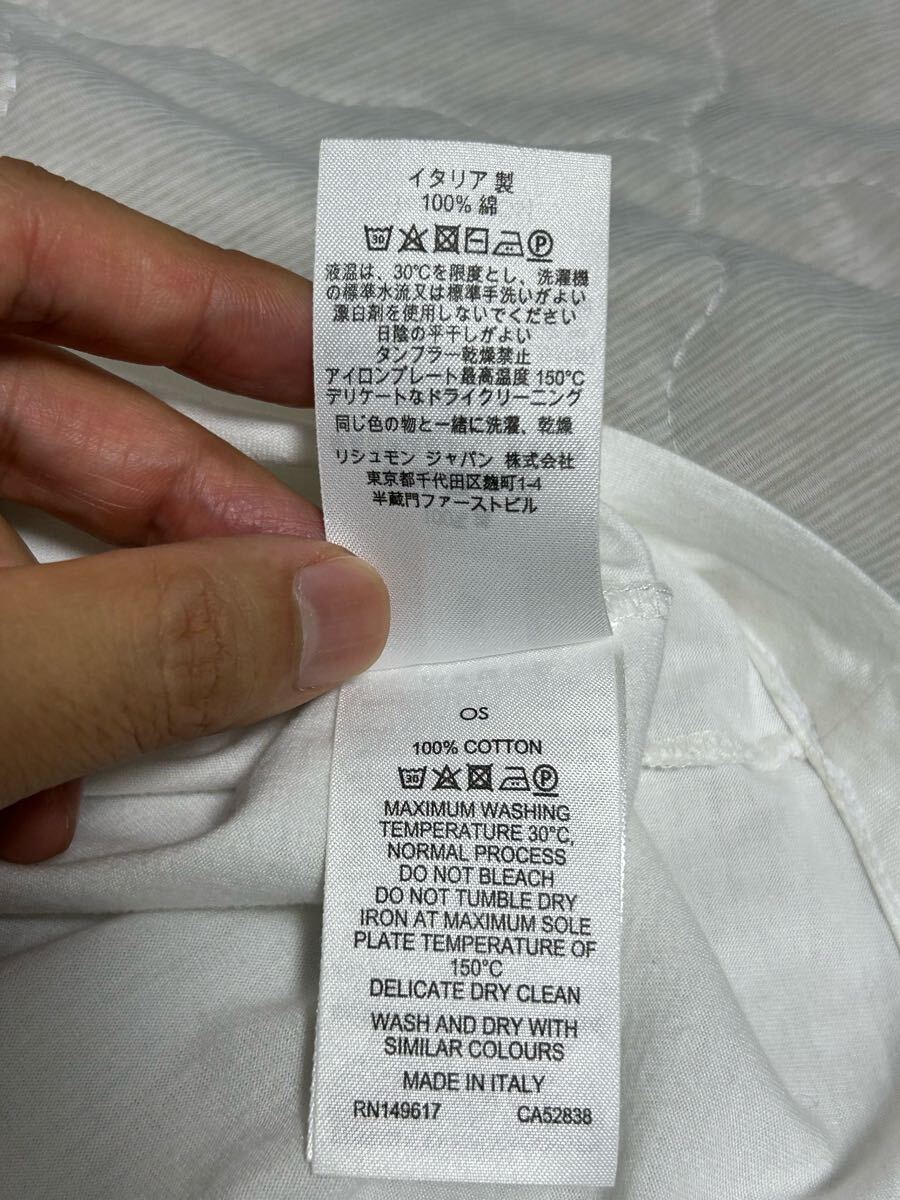 イタリア 製
100% 綿
30 P
液温は、30℃を限度とし、洗濯機
の標準水流又は標準手洗いがよい
漂白剤を使用しないでください
日陰の平干しがよい
タンブラー乾燥禁止
アイロンプレート最高温度 150℃
デリケートなドライクリーニング
同じ色の物と一緒に洗濯、乾燥
リシュモン ジャパン 株式会社
東京都千代田区麹町1-4
半蔵門ファーストビル
OS
100% COTTON
30 P
MAXIMUM WASHING
TEMPERATURE 30°C,
NORMAL PROCESS
DO NOT BLEACH
DO NOT TUMBLE DRY
IRON AT MAXIMUM SOLE
PLATE TEMPERATURE OF
150°C
DELICATE DRY CLEAN
WASH AND DRY WITH
SIMILAR COLOURS
MADE IN ITALY
RN149617 CA52838